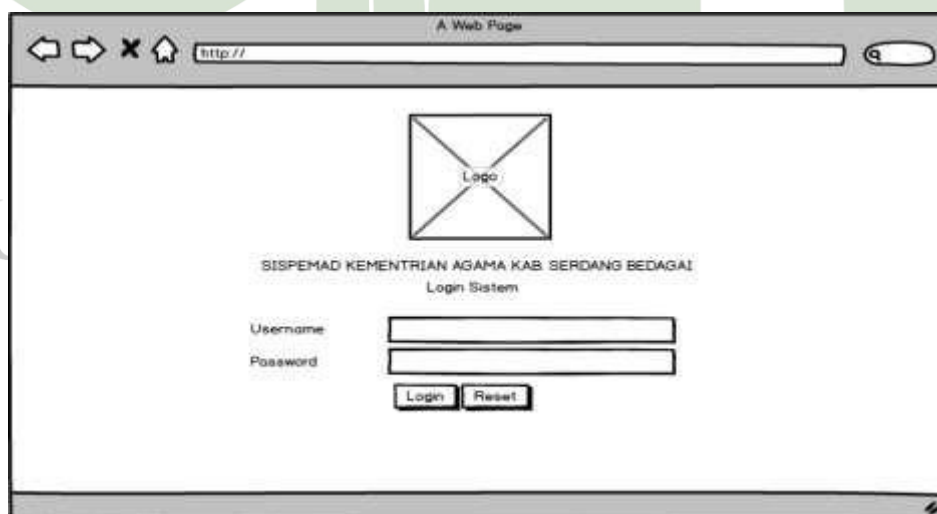 A Web Page
http://
Logo
SISPEMAD KEMENTRIAN AGAMA KAB. SERDANG BEDAGAI
Login Sistem
Username
Password
Login Reset